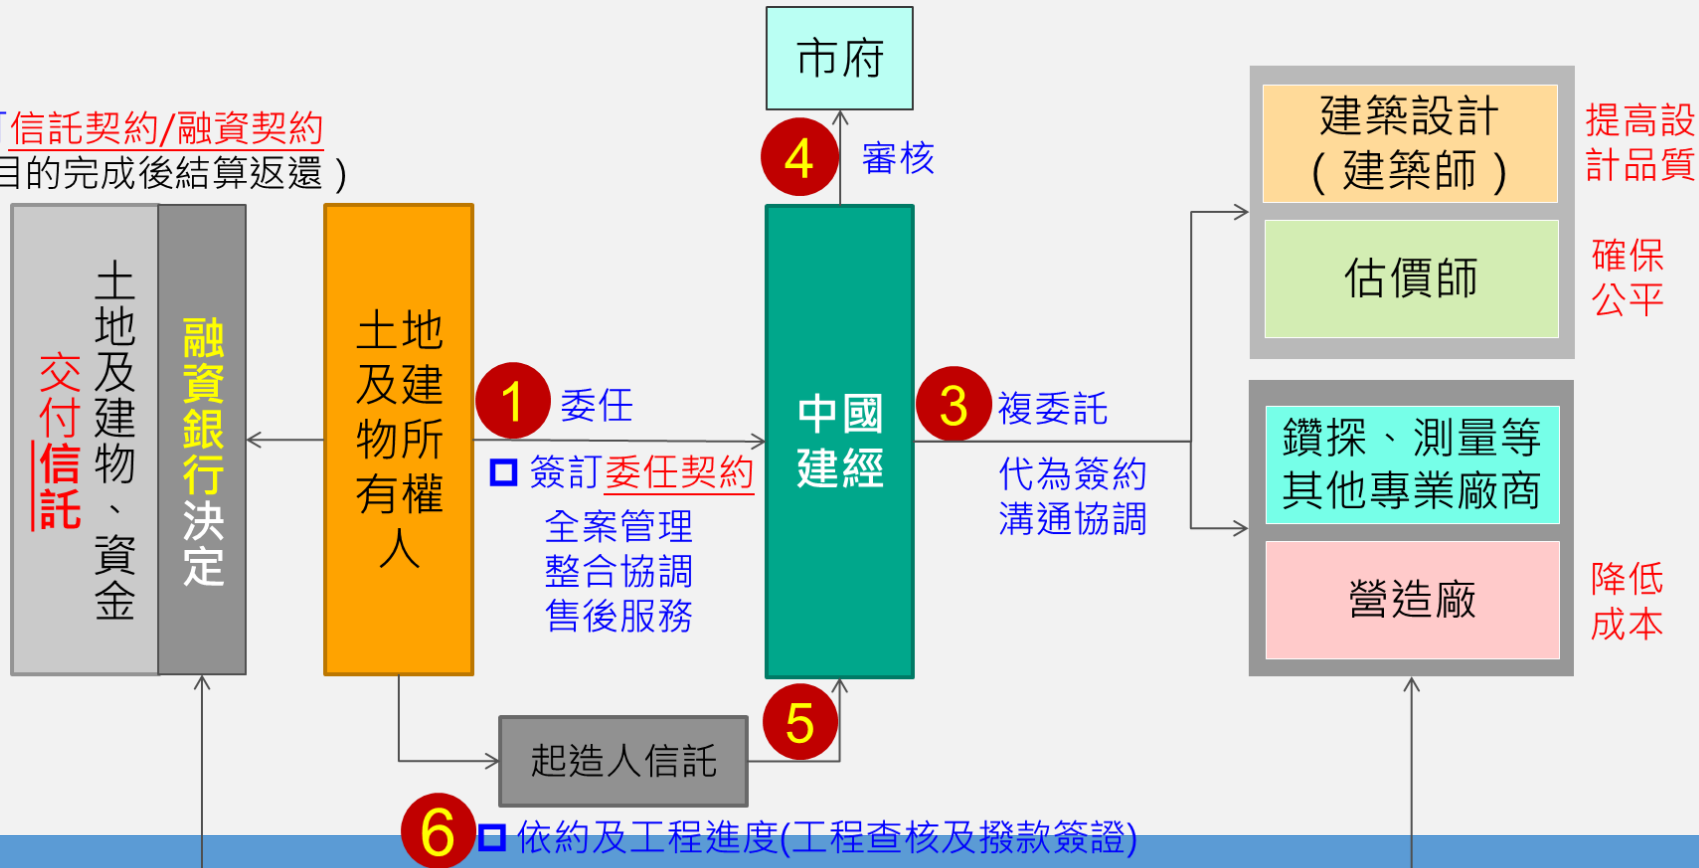 市府
4
審核
信託契約/融資契約
目的完成後結算返還)
土地及建物、資金
交付信託
融資銀行決定
土地
及建
物所
有權
人
1
委任
簽訂委任契約
全案管理
整合協調
售後服務
中國
建經
3
複委託
代為簽約
溝通協調
建築設計
(建築師)
提高設
計品質
估價師
確保
公平
鑽探、測量等
其他專業廠商
營造廠
降低
成本
起造人信託
5
6
依約及工程進度(工程查核及撥款簽證)